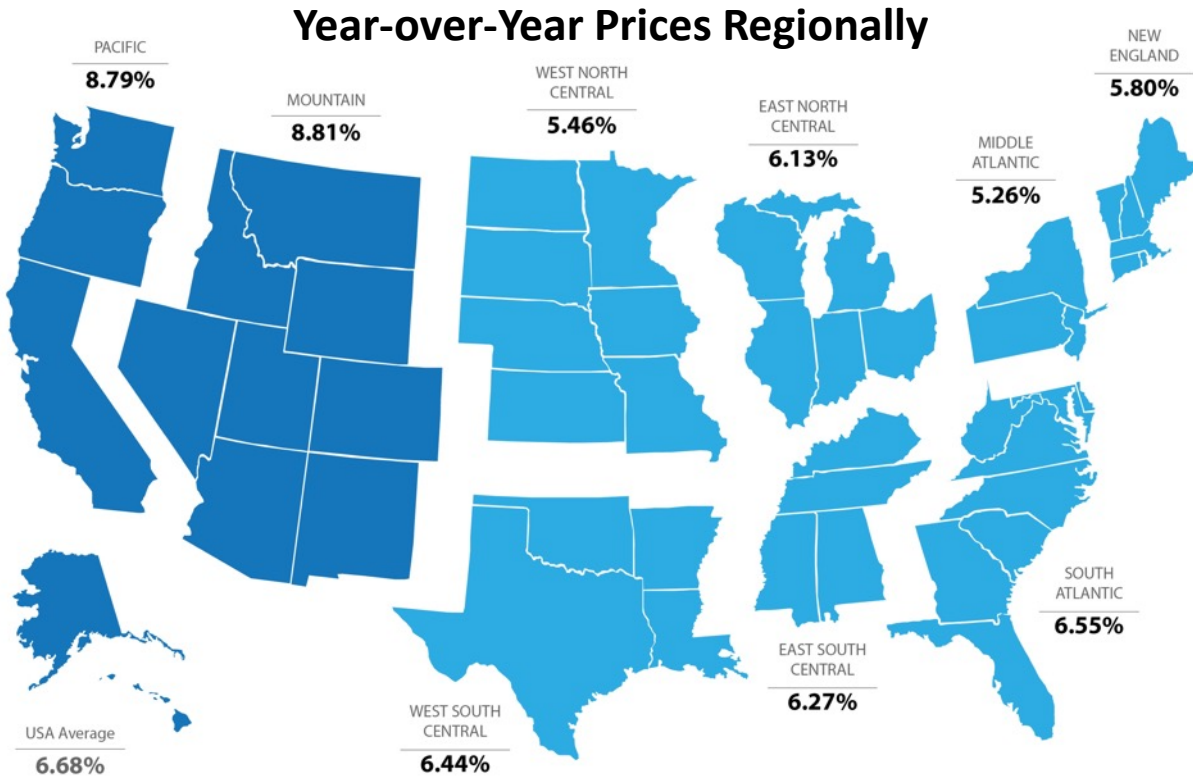 Year-over-Year Prices Regionally
PACIFIC
8.79%
MOUNTAIN
8.81%
WEST NORTH
CENTRAL
5.46%
EAST NORTH
CENTRAL
6.13%
MIDDLE
ATLANTIC
5.26%
NEW
ENGLAND
5.80%
USA Average
6.68%
WEST SOUTH
CENTRAL
6.44%
EAST SOUTH
CENTRAL
6.27%
SOUTH
ATLANTIC
6.55%